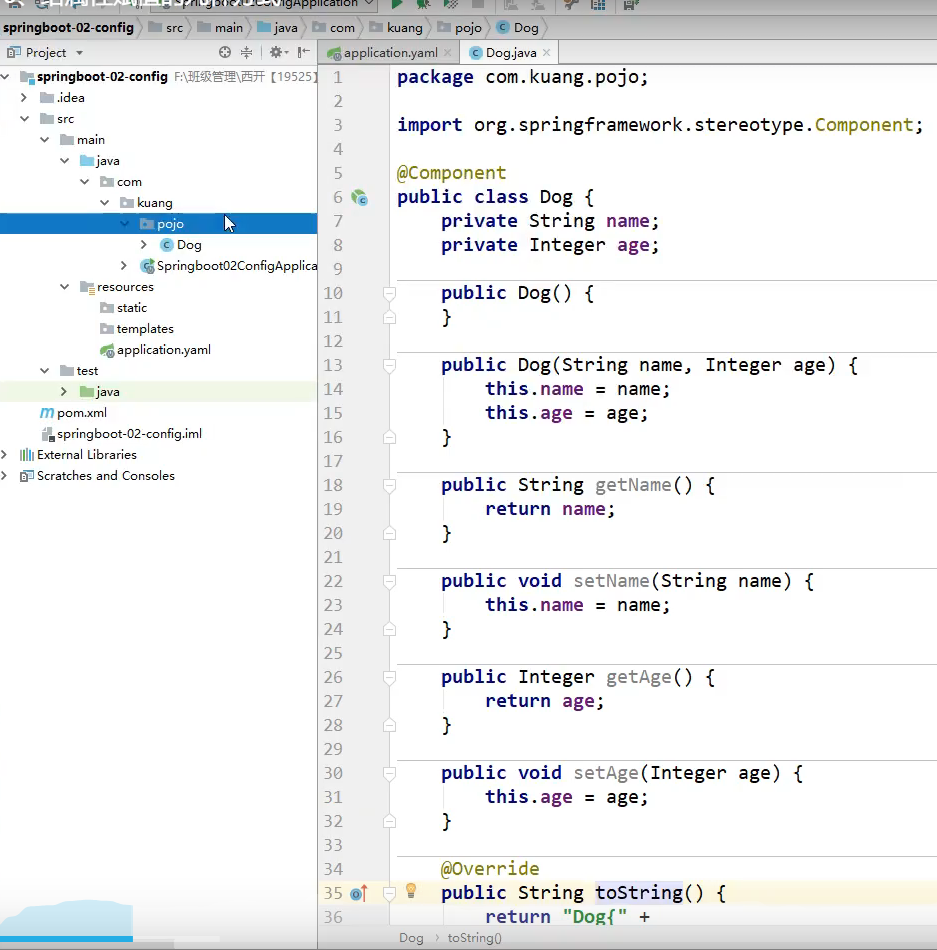 springboot-02-config src main java com kuang pojo Dog
Project
application.yaml
Dog.java
springboot-02-config F:\班级管理\西开【19525】
.idea
src
main
java
com
kuang
pojo
Dog
Springboot02ConfigApplica
resources
static
templates
application.yaml
test
java
pom.xml
springboot-02-config.iml
External Libraries
Scratches and Consoles
1 package com.kuang.pojo;
2
3 import org.springframework.stereotype.Component;
4
5 @Component
6 public class Dog {
7 private String name;
8 private Integer age;
9
10 public Dog() {
11 }
12
13 public Dog(String name, Integer age) {
14 this.name = name;
15 this.age = age;
16 }
17
18 public String getName() {
19 return name;
20 }
21
22 public void setName(String name) {
23 this.name = name;
24 }
25
26 public Integer getAge() {
27 return age;
28 }
29
30 public void setAge(Integer age) {
31 this.age = age;
32 }
33
34 @Override
35 public String toString() {
36 return "Dog{" +
Dog toString()